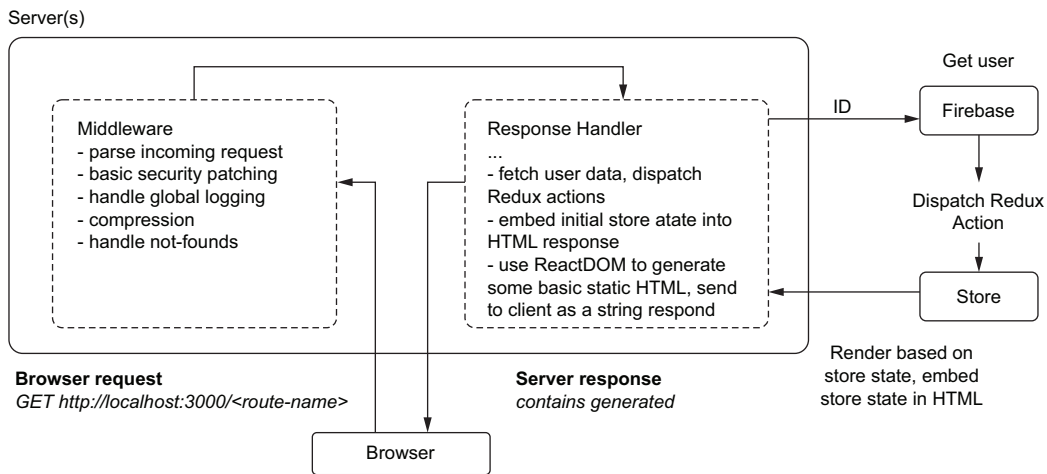 Server(s)
Middleware
- parse incoming request
- basic security patching
- handle global logging
- compression
- handle not-founds
Response Handler
...
- fetch user data, dispatch
Redux actions
- embed initial store atate into
HTML response
- use ReactDOM to generate
some basic static HTML, send
to client as a string respond
ID
Get user
Firebase
Dispatch Redux
Action
Store
Render based on
store state, embed
store state in HTML
Browser request
GET http://localhost:3000/<route-name>
Server response
contains generated
Browser